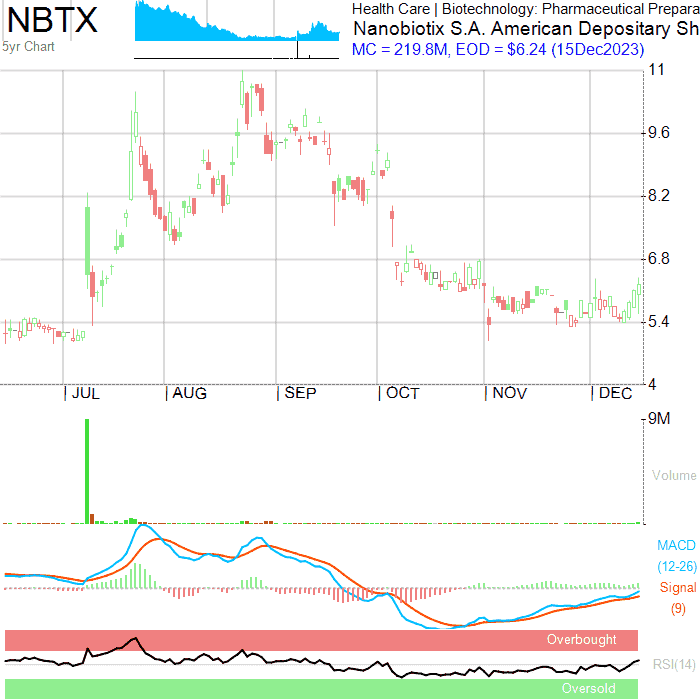 NBTX
5yr Chart
Health Care | Biotechnology: Pharmaceutical Prepara
Nanobiotix S.A. American Depositary Sh
MC = 219.8M, EOD = $6.24 (15Dec2023)
11
9.6
8.2
6.8
5.4
4
JUL AUG SEP OCT NOV DEC
9M
Volume
MACD
(12-26)
Signal
(9)
Overbought
RSI(14)
Oversold